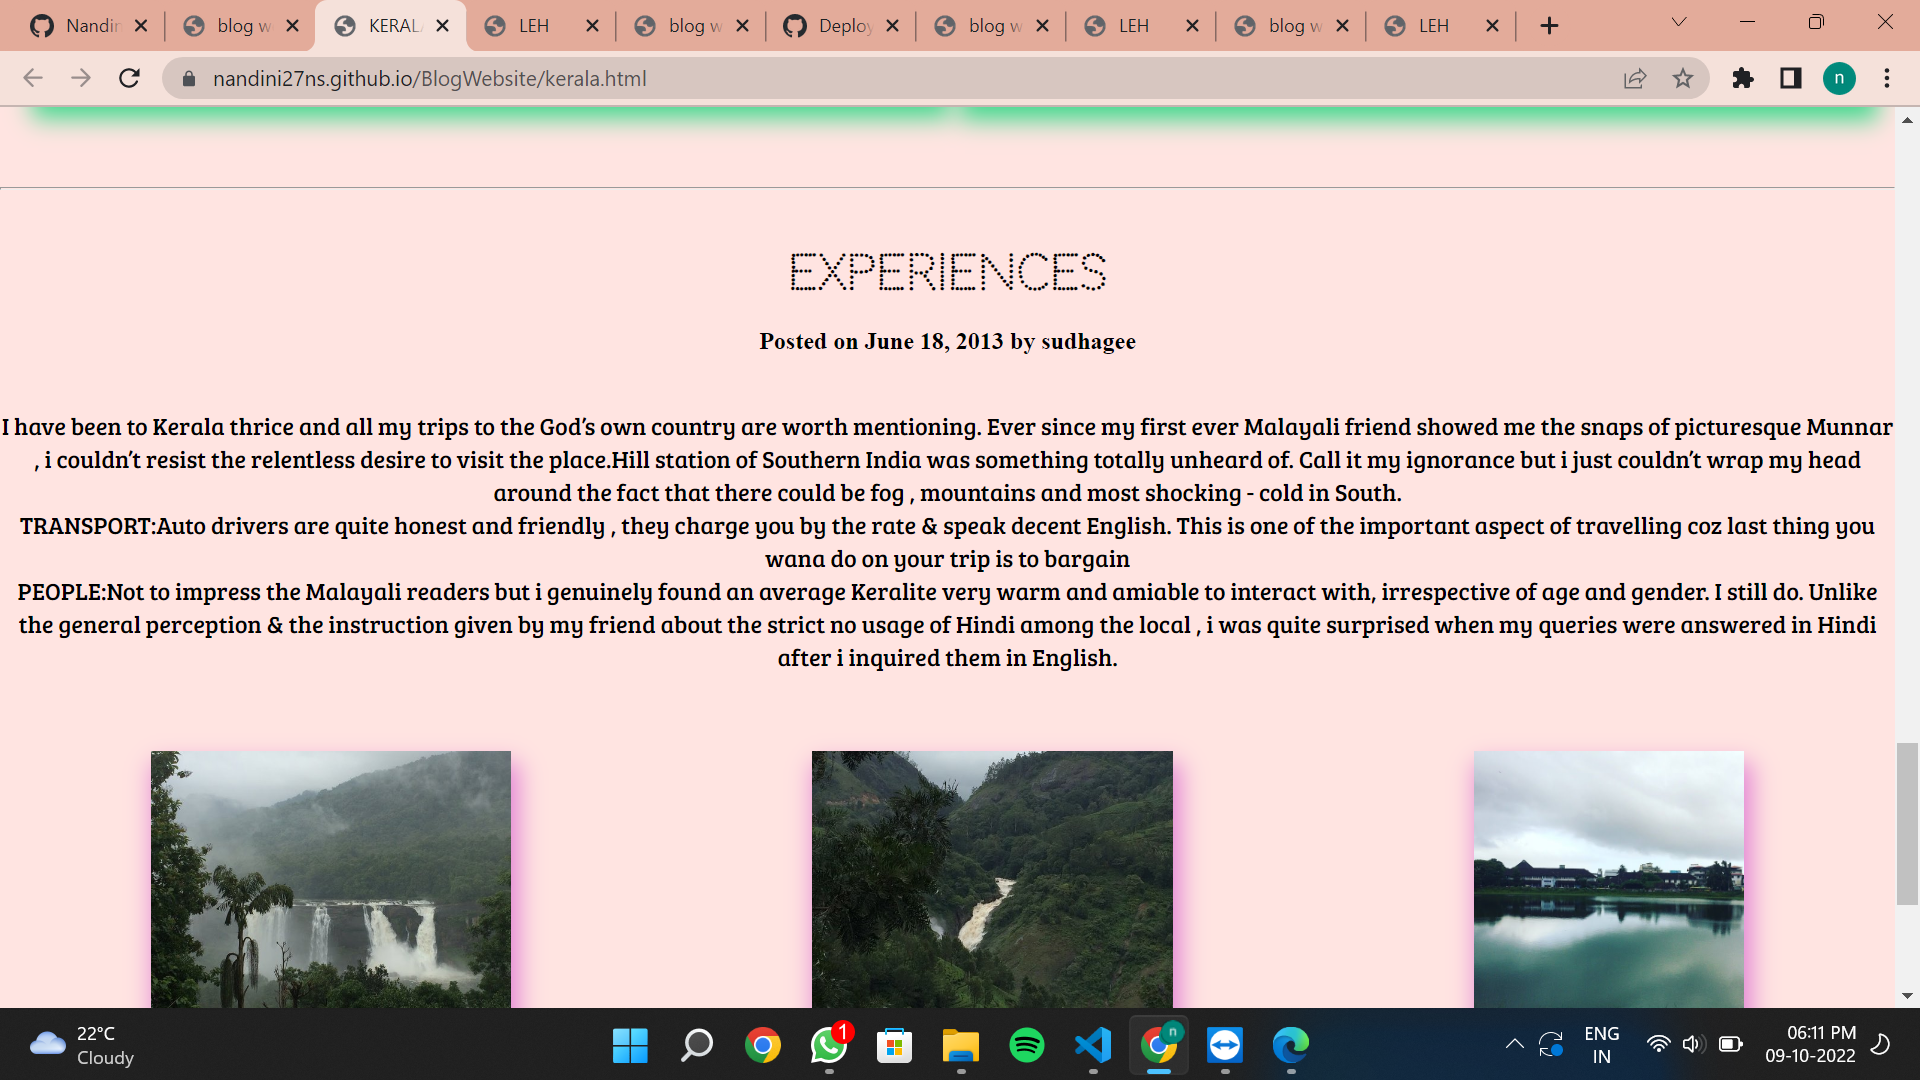 Nandin
blog we
KERALA
LEH
blog w
Deploy
blog w
LEH
blog w
LEH
nandini27ns.github.io/BlogWebsite/kerala.html
n
EXPERIENCES
Posted on June 18, 2013 by sudhagee
I have been to Kerala thrice and all my trips to the God’s own country are worth mentioning. Ever since my first ever Malayali friend showed me the snaps of picturesque Munnar
, i couldn’t resist the relentless desire to visit the place.Hill station of Southern India was something totally unheard of. Call it my ignorance but i just couldn’t wrap my head
around the fact that there could be fog , mountains and most shocking - cold in South.
TRANSPORT:Auto drivers are quite honest and friendly , they charge you by the rate & speak decent English. This is one of the important aspect of travelling coz last thing you
wana do on your trip is to bargain
PEOPLE:Not to impress the Malayali readers but i genuinely found an average Keralite very warm and amiable to interact with, irrespective of age and gender. I still do. Unlike
the general perception & the instruction given by my friend about the strict no usage of Hindi among the local , i was quite surprised when my queries were answered in Hindi
after i inquired them in English.
22°C
Cloudy
1
n
ENG
IN
06:11 PM
09-10-2022